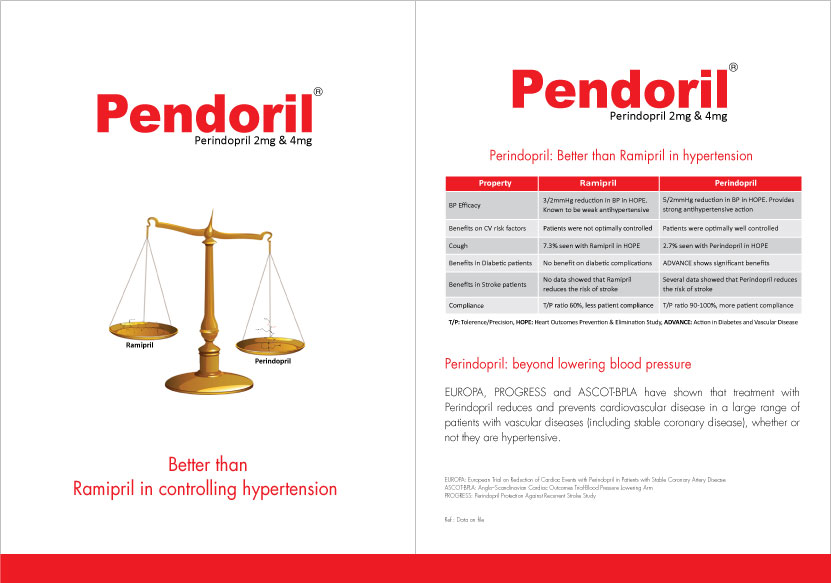 Pendoril®
Perindopril 2mg & 4mg
Ramipril
Perindopril
Better than
Ramipril in controlling hypertension
Pendoril®
Perindopril 2mg & 4mg
Perindopril: Better than Ramipril in hypertension
Property Ramipril Perindopril
BP Efficacy
3/2mmHg reduction in BP in HOPE.
Known to be weak antihypertensive
5/2mmHg reduction in BP in HOPE. Provides
strong antihypertensive action
Benefits on CV risk factors Patients were not optimally controlled Patients were optimally well controlled
Cough 7.3% seen with Ramipril in HOPE 2.7% seen with Perindopril in HOPE
Benefits in Diabetic patients No benefit on diabetic complications ADVANCE shows significant benefits
Benefits in Stroke patients
No data showed that Ramipril
reduces the risk of stroke
Several data showed that Perindopril reduces
the risk of stroke
Compliance T/P ratio 60%, less patient compliance T/P ratio 90-100%, more patient compliance
T/P: Tolerence/Precision, HOPE: Heart Outcomes Prevention & Elimination Study, ADVANCE: Action in Diabetes and Vascular Disease
Perindopril: beyond lowering blood pressure
EUROPA, PROGRESS and ASCOT-BPLA have shown that treatment with
Perindopril reduces and prevents cardiovascular disease in a large range of
patients with vascular diseases (including stable coronary disease), whether or
not they are hypertensive.
EUROPA: European Trial on Reduction of Cardiac Events with Perindopril in Patients with Stable Coronary Artery Disease
ASCOT-BPLA: Anglo-Scandinavian Cardiac Outcomes Trial-Blood Pressure Lowering Arm
PROGRESS: Perindopril Protection Against Recurrent Stroke Study
Ref : Data on file